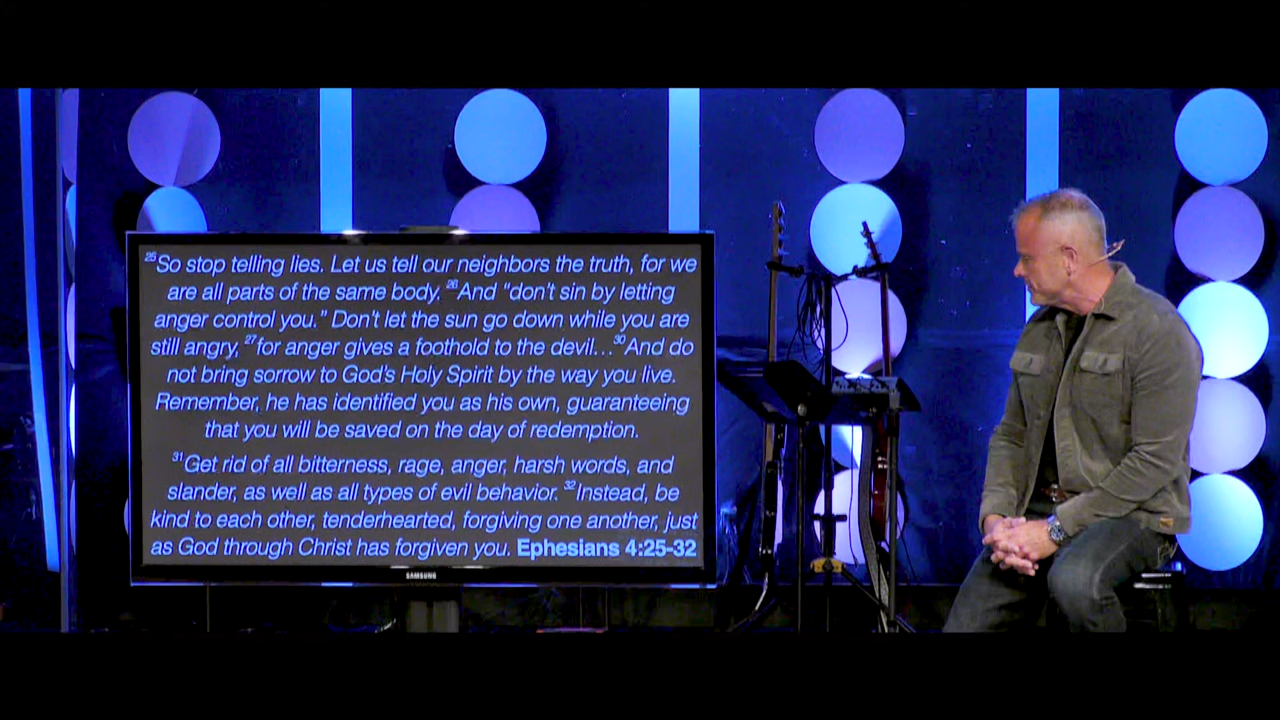 ²⁵So stop telling lies. Let us tell our neighbors the truth, for we
are all parts of the same body. ²⁶And "don't sin by letting
anger control you." Don't let the sun go down while you are
still angry, ²⁷for anger gives a foothold to the devil...³⁰And do
not bring sorrow to God's Holy Spirit by the way you live.
Remember, he has identified you as his own, guaranteeing
that you will be saved on the day of redemption.
³¹Get rid of all bitterness, rage, anger, harsh words, and
slander, as well as all types of evil behavior. ³²Instead, be
kind to each other, tenderhearted, forgiving one another, just
as God through Christ has forgiven you. Ephesians 4:25-32
SAMSUNG